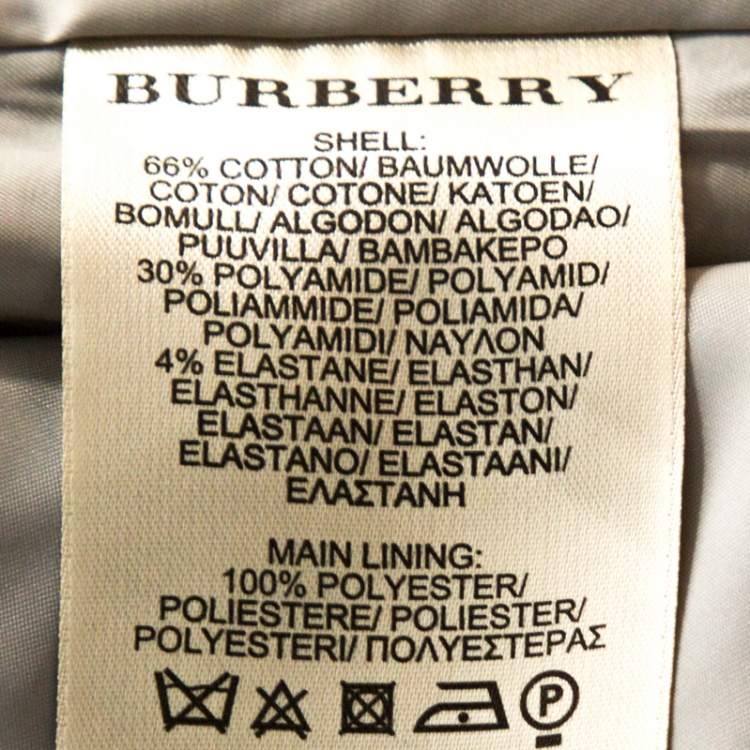 BURBERRY
SHELL:
66% COTTON/ BAUMWOLLE/
COTON/ COTONE/ KATOEN/
BOMULL/ ALGODON/ ALGODAO/
PUUVILLA/ BAMBAKEPO
30% POLYAMIDE/ POLYAMID/
POLIAMMIDE/ POLIAMIDA/
POLYAMIDI/ ΝΑΥΛΟΝ
4% ELASTANE/ ELASTHAN/
ELASTHANNE/ ELASTON/
ELASTAAN/ ELASTAN/
ELASTANO/ ELASTAANI/
ΕΛΑΣΤΑΝΗ
MAIN LINING:
100% POLYESTER/
POLIESTERE/ POLIESTER/
POLYESTERI/ ΠΟΛΥΕΣΤΕΡΑΣ
P